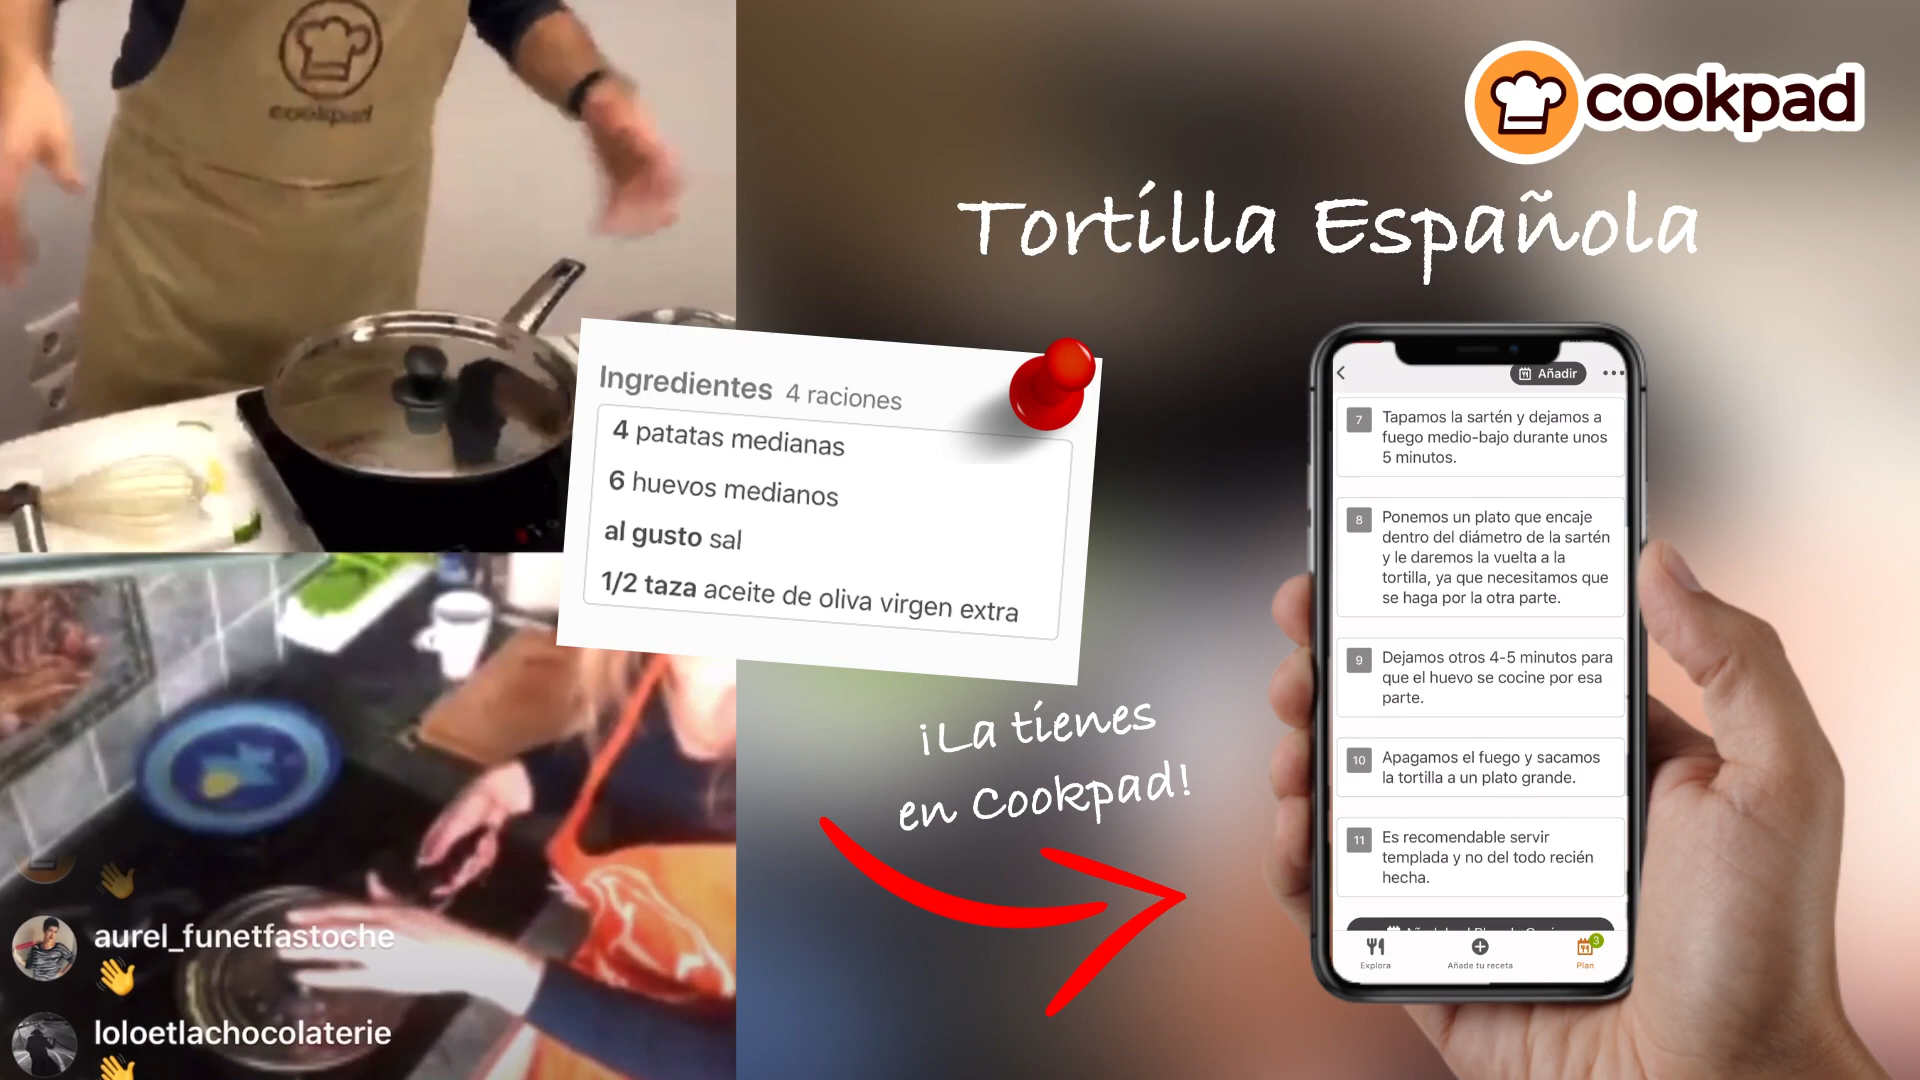 cookpad
cookpad
Tortilla Española
Ingredientes 4 raciones
4 patatas medianas
6 huevos medianos
al gusto sal
1/2 taza aceite de oliva virgen extra
¡La tienes
en Cookpad!
Añadir
7
Tapamos la sartén y dejamos a
fuego medio-bajo durante unos
5 minutos.
8
Ponemos un plato que encaje
dentro del diámetro de la sartén
y le daremos la vuelta a la
tortilla, ya que necesitamos que
se haga por la otra parte.
9
Dejamos otros 4-5 minutos para
que el huevo se cocine por esa
parte.
10
Apagamos el fuego y sacamos
la tortilla a un plato grande.
11
Es recomendable servir
templada y no del todo recién
hecha.
Explora
Añade tu receta
3
Plan
aurel_funetfastoche
loloetlachocolaterie